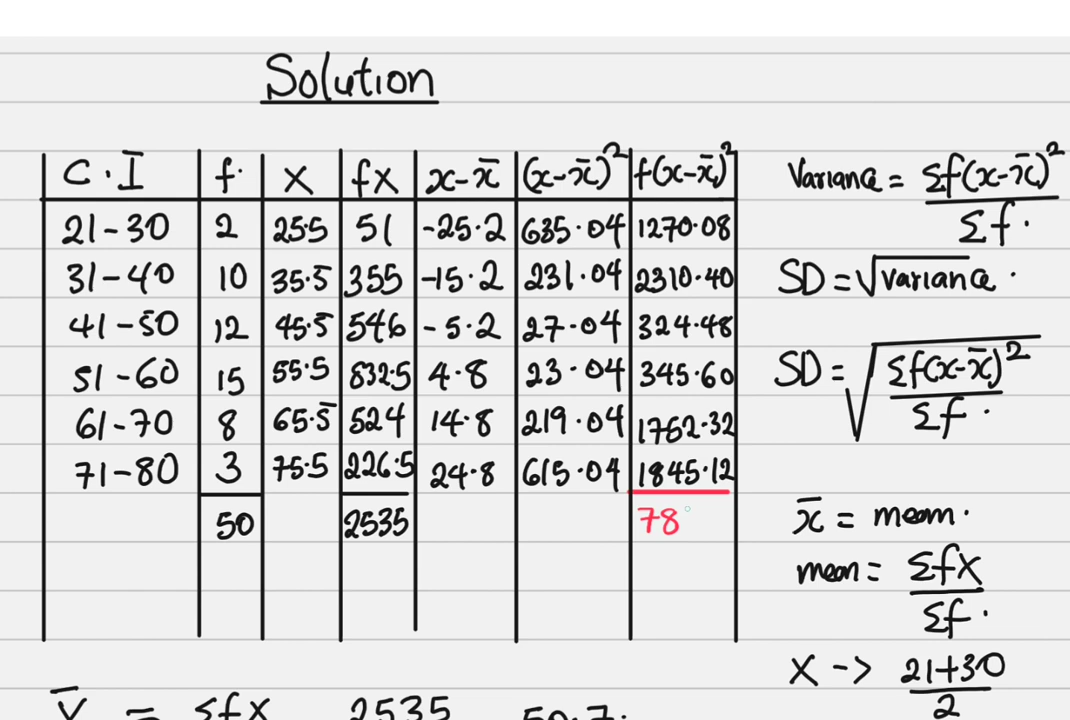 Solution
C.I f. X fX x-x̄ (x-x̄)² f(x-x̄)²
21-30 2 25.5 51 -25.2 635.04 1270.08
31-40 10 35.5 355 -15.2 231.04 2310.40
41-50 12 45.5 546 -5.2 27.04 324.48
51-60 15 55.5 832.5 4.8 23.04 345.60
61-70 8 65.5 524 14.8 219.04 1752.32
71-80 3 75.5 226.5 24.8 615.04 1845.12
50 2535 78
Variance = Σf(x-x̄)²
Σf.
SD = √variance.
SD = √Σf(x-x̄)²
Σf.
x̄ = mean.
mean = ΣfX
Σf.
X -> 21+30
2
= ΣfX 2535 50.7.